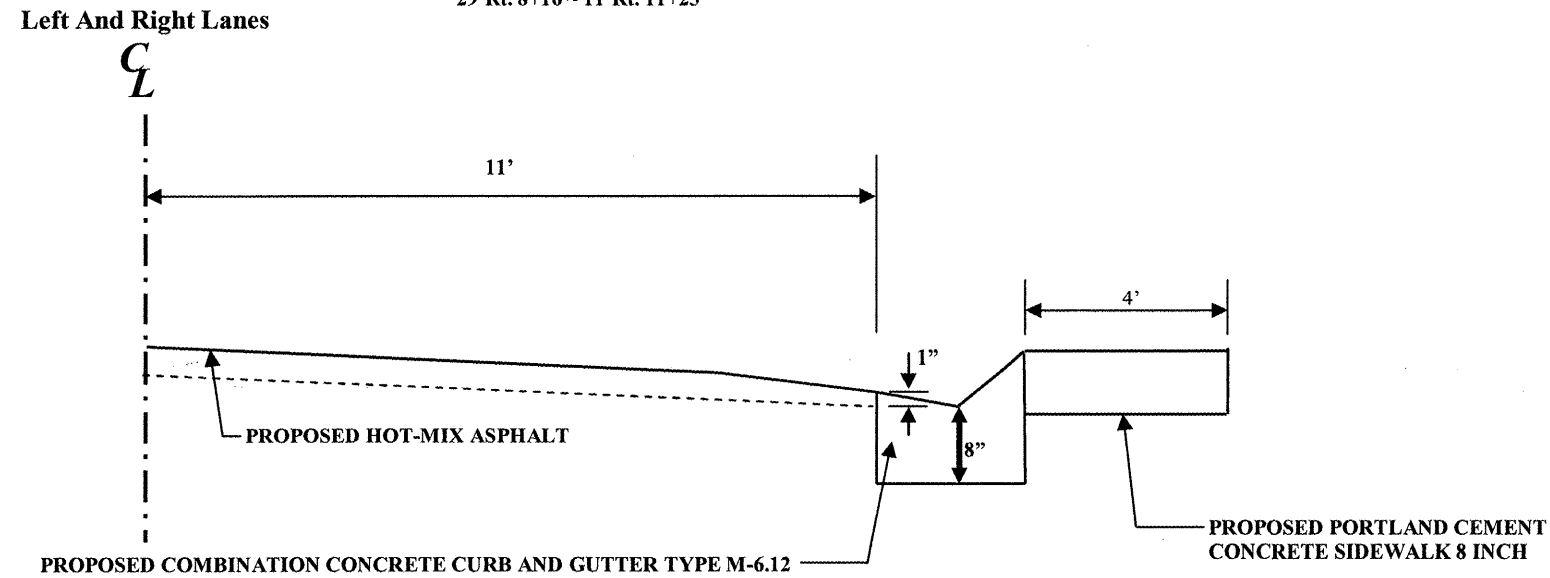 Left And Right Lanes
CL
11’
4’
1”
PROPOSED HOT-MIX ASPHALT
8”
PROPOSED PORTLAND CEMENT
CONCRETE SIDEWALK 8 INCH
PROPOSED COMBINATION CONCRETE CURB AND GUTTER TYPE M-6.12